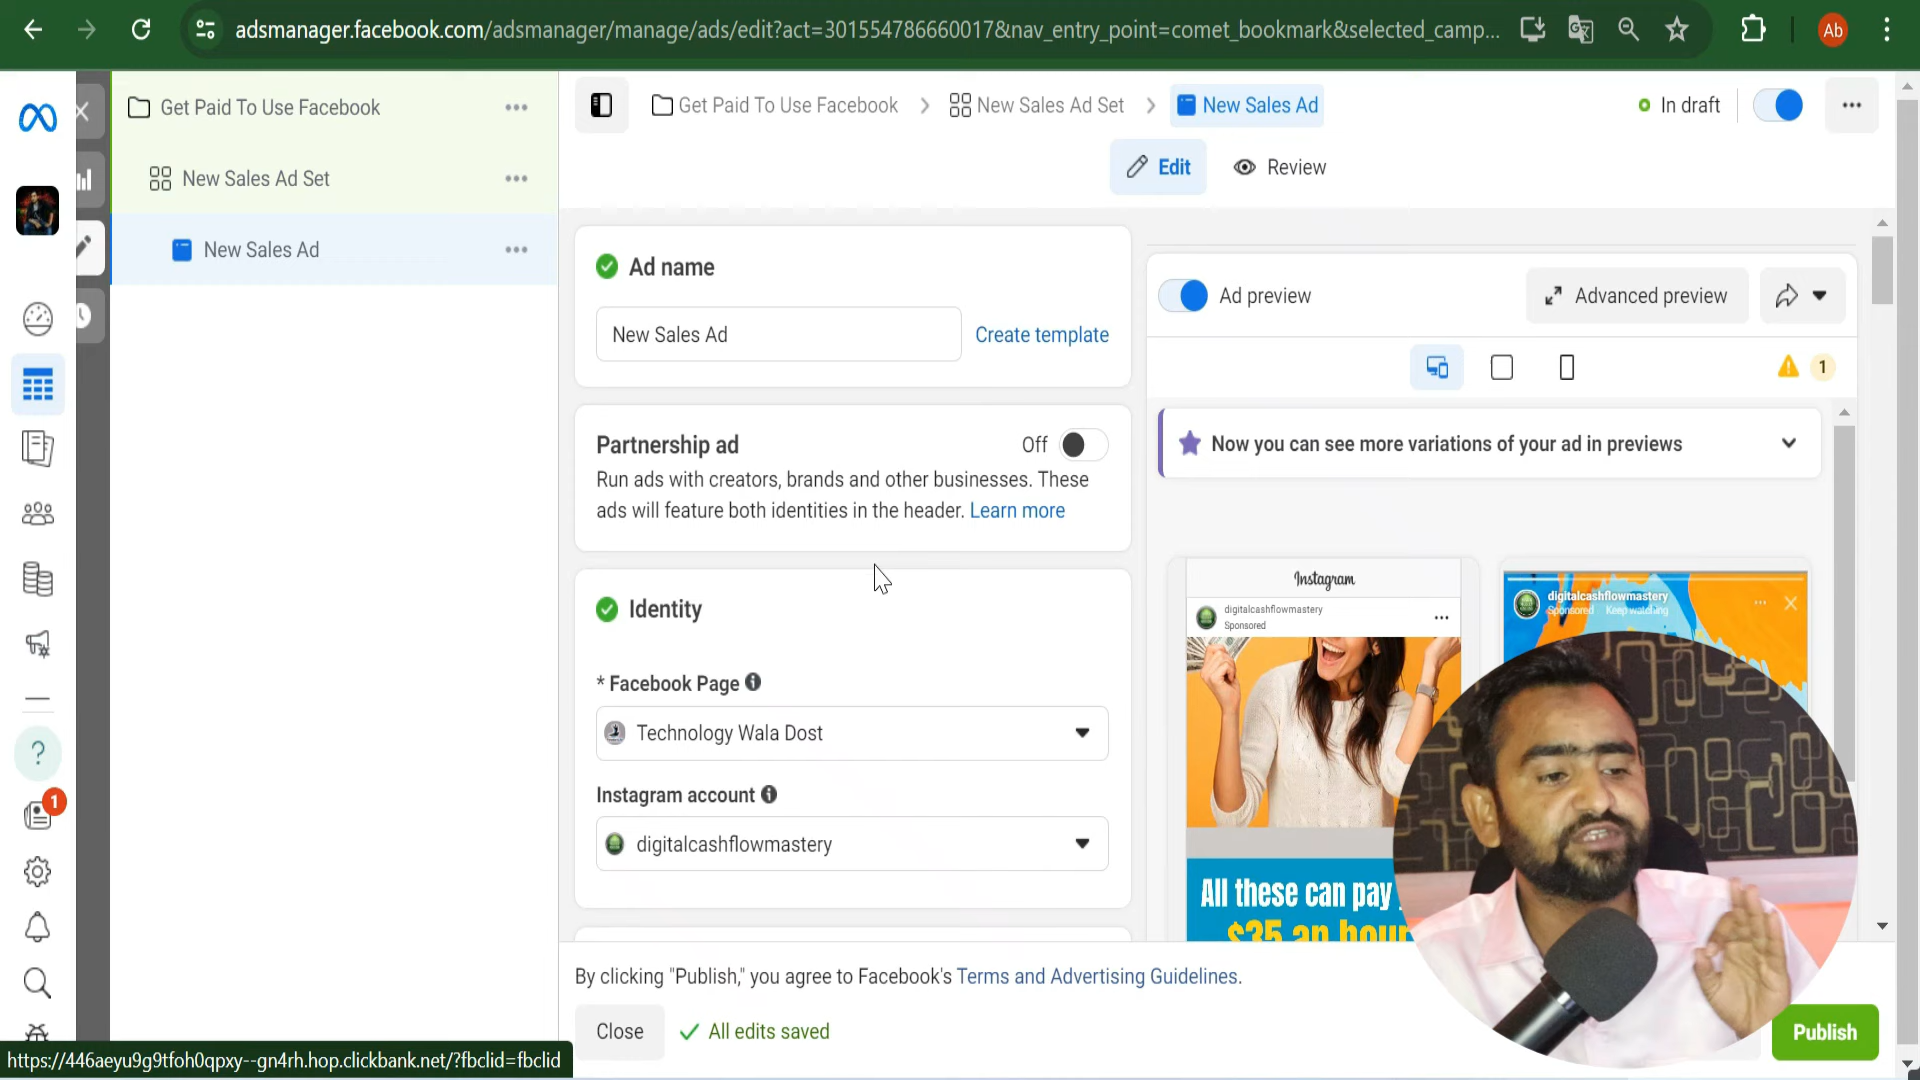 adsmanager.facebook.com/adsmanager/manage/ads/edit?act=301554786660017&nav_entry_point=comet_bookmark&selected_camp...
Ab
Get Paid To Use Facebook
New Sales Ad Set
New Sales Ad
Get Paid To Use Facebook
New Sales Ad Set
New Sales Ad
In draft
Edit
Review
Ad name
New Sales Ad
Create template
Partnership ad
Off
Run ads with creators, brands and other businesses. These
ads will feature both identities in the header. Learn more
Identity
* Facebook Page
Technology Wala Dost
Instagram account
digitalcashflowmastery
Ad preview
Advanced preview
1
Now you can see more variations of your ad in previews
Instagram
digitalcashflowmastery
Sponsored
digitalcashflowmastery
Sponsored Keep watching
All these can pay
$35 an hour
1
By clicking "Publish," you agree to Facebook's Terms and Advertising Guidelines.
Close
All edits saved
Publish
https://446aeyu9g9tfoh0qpxy--gn4rh.hop.clickbank.net/?fbclid=fbclid